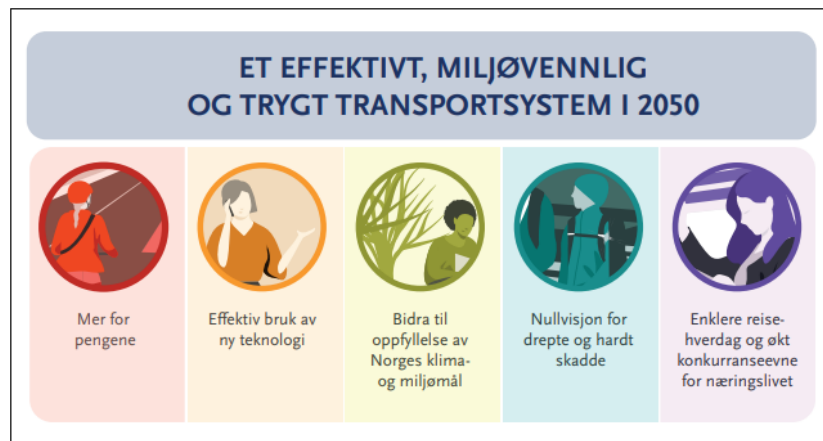 ET EFFEKTIVT, MILJØVENNLIG
OG TRYGT TRANSPORTSYSTEM I 2050
Mer for
pengene
Effektiv bruk av
ny teknologi
Bidra til
oppfyllelse av
Norges klima-
og miljømål
Nullvisjon for
drepte og hardt
skadde
Enklere reise-
hverdag og økt
konkurranseevne
for næringslivet